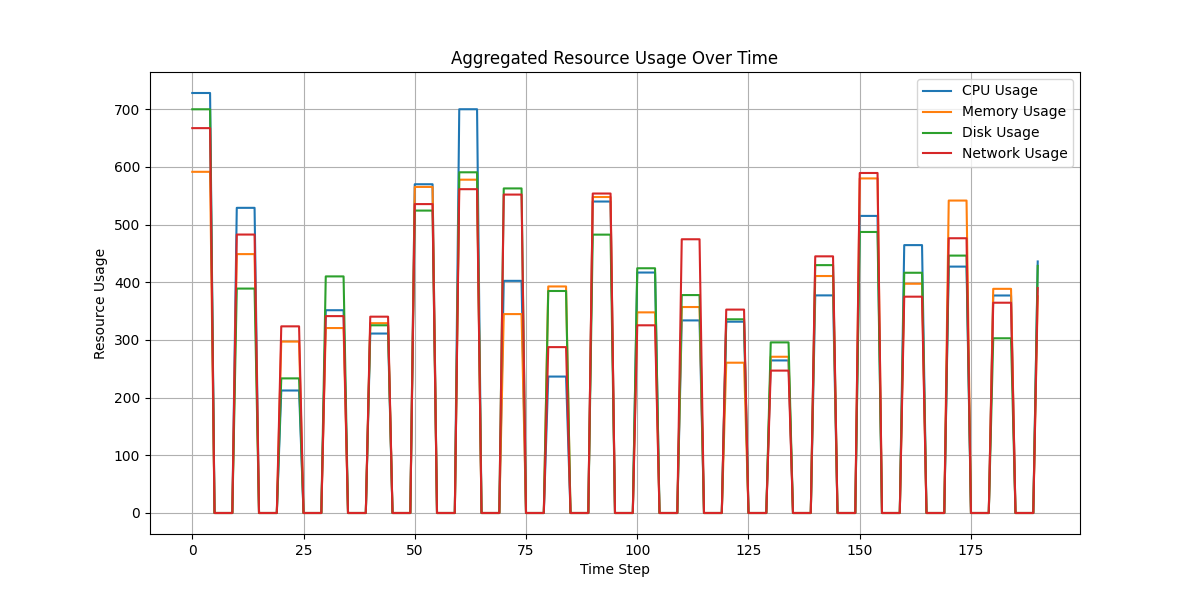 Aggregated Resource Usage Over Time
CPU Usage
Memory Usage
Disk Usage
Network Usage
Resource Usage
700
600
500
400
300
200
100
0
0 25 50 75 100 125 150 175
Time Step